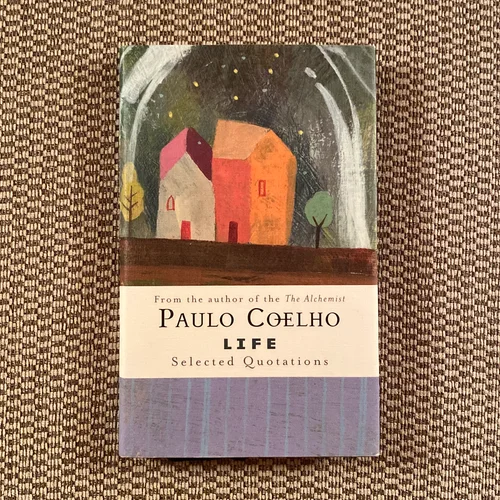 From the author of the The Alchemist
PAULO COELHO
LIFE
Selected Quotations